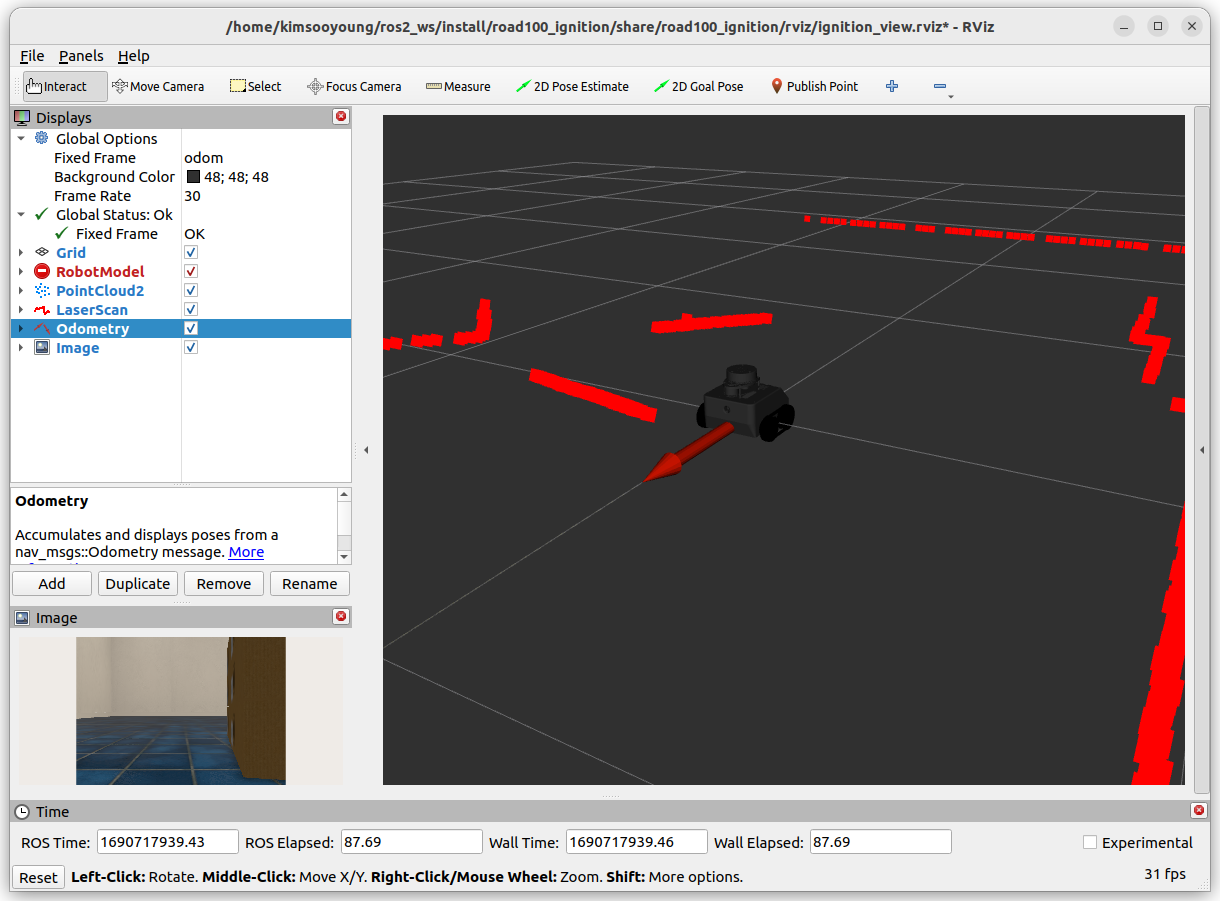 /home/kimsooyoung/ros2_ws/install/road100_ignition/share/road100_ignition/rviz/ignition_view.rviz* - RViz
File Panels Help
Interact Move Camera Select Focus Camera Measure 2D Pose Estimate 2D Goal Pose Publish Point
Displays
Global Options
Fixed Frame odom
Background Color 48; 48; 48
Frame Rate 30
Global Status: Ok
Fixed Frame OK
Grid
RobotModel
PointCloud2
LaserScan
Odometry
Image
Odometry
Accumulates and displays poses from a
nav_msgs::Odometry message. More
Add Duplicate Remove Rename
Image
Time
ROS Time: 1690717939.43 ROS Elapsed: 87.69 Wall Time: 1690717939.46 Wall Elapsed: 87.69 Experimental
Reset Left-Click: Rotate. Middle-Click: Move X/Y. Right-Click/Mouse Wheel: Zoom. Shift: More options. 31 fps